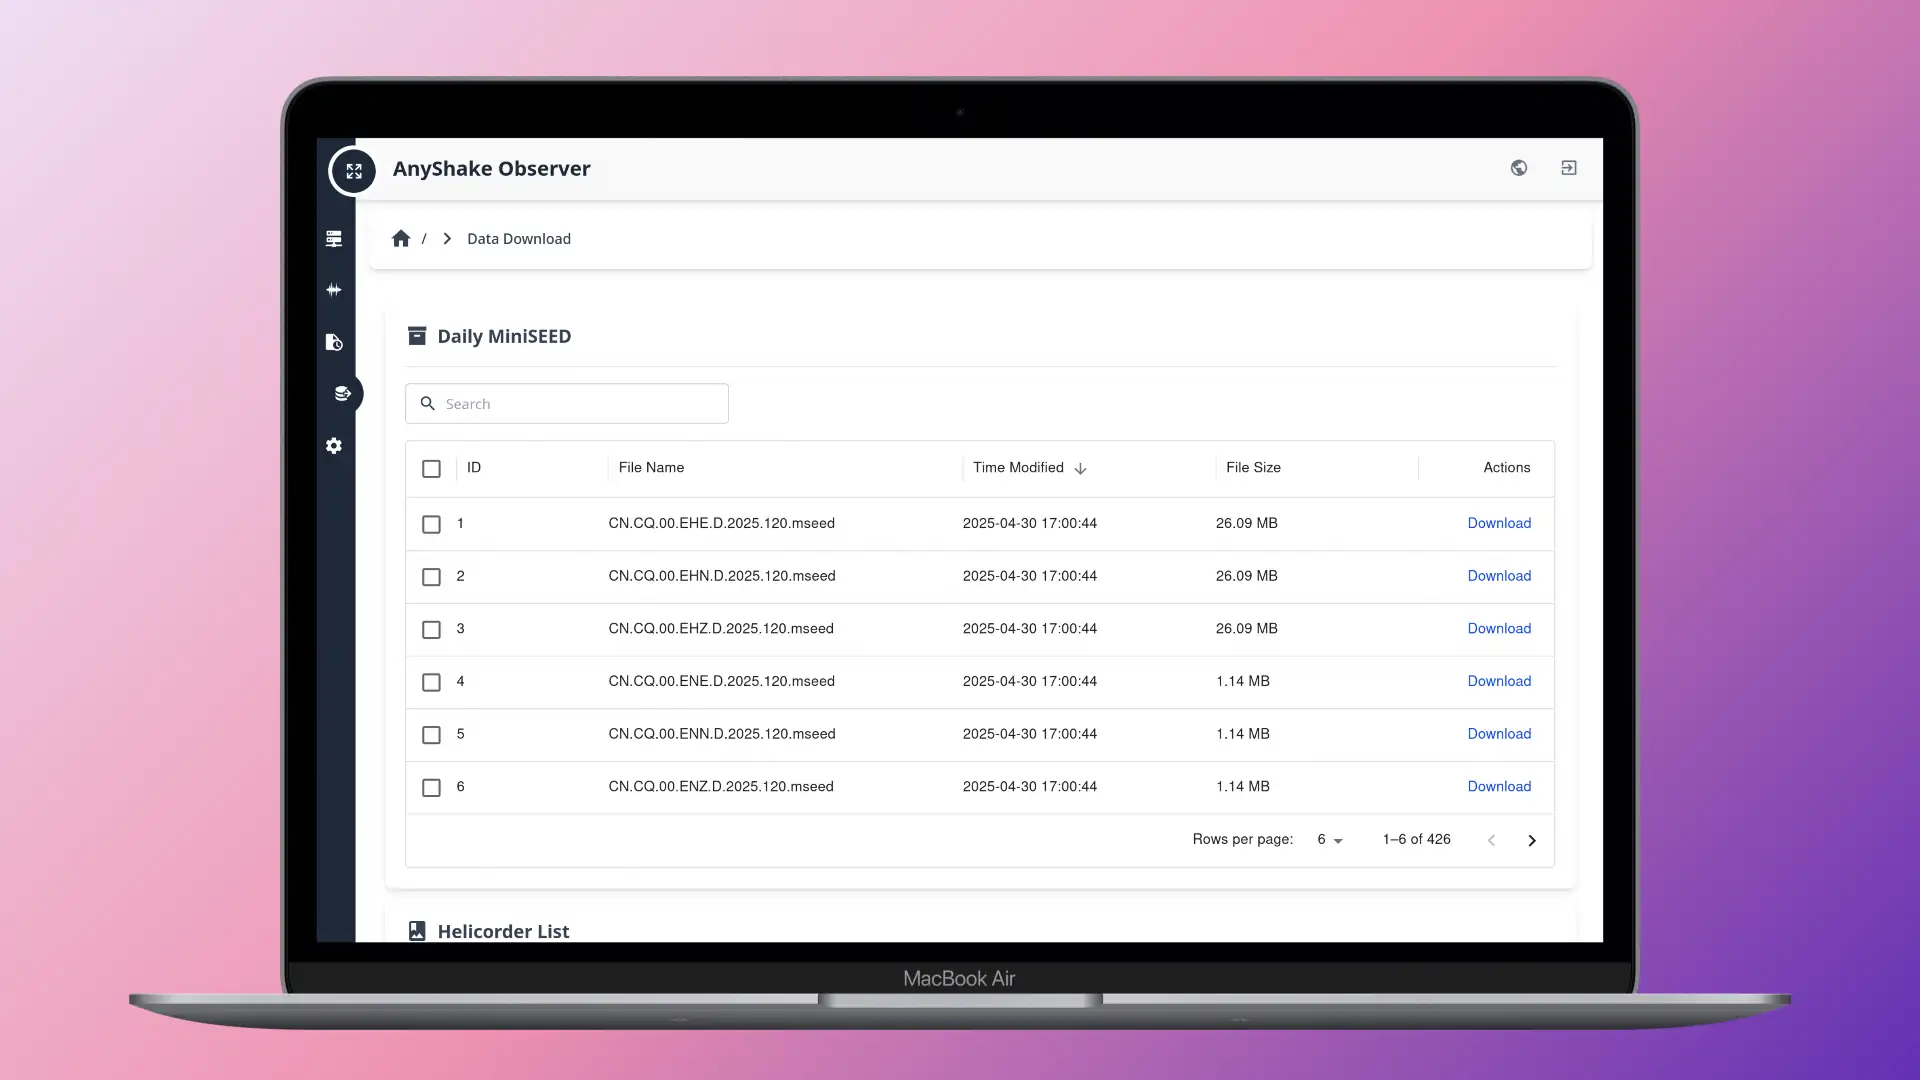 AnyShake Observer
/ Data Download
Daily MiniSEED
Search
ID File Name Time Modified File Size Actions
1 CN.CQ.00.EHE.D.2025.120.mseed 2025-04-30 17:00:44 26.09 MB Download
2 CN.CQ.00.EHN.D.2025.120.mseed 2025-04-30 17:00:44 26.09 MB Download
3 CN.CQ.00.EHZ.D.2025.120.mseed 2025-04-30 17:00:44 26.09 MB Download
4 CN.CQ.00.ENE.D.2025.120.mseed 2025-04-30 17:00:44 1.14 MB Download
5 CN.CQ.00.ENN.D.2025.120.mseed 2025-04-30 17:00:44 1.14 MB Download
6 CN.CQ.00.ENZ.D.2025.120.mseed 2025-04-30 17:00:44 1.14 MB Download
Rows per page: 6 1–6 of 426
Helicorder List
MacBook Air